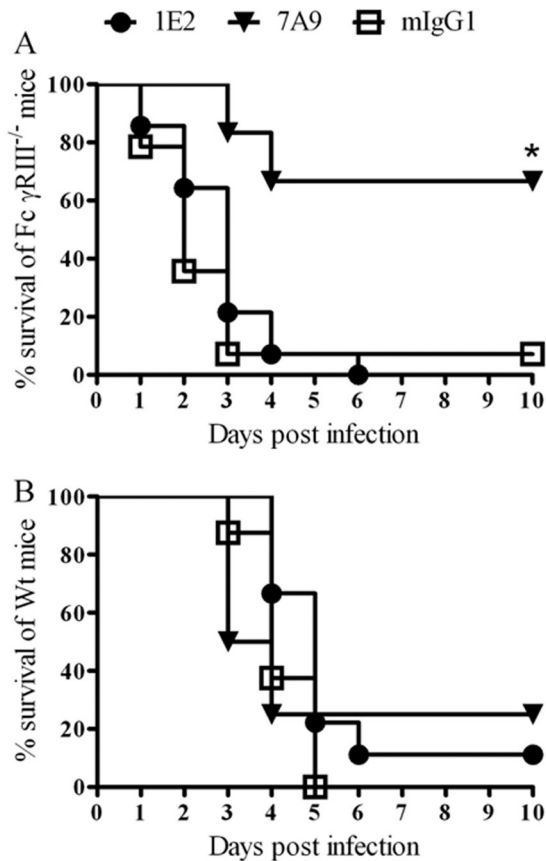 1E2 7A9 mIgG1
A
% survival of Fc γRIII-/- mice
100
80
60
40
20
0
*
0 1 2 3 4 5 6 7 8 9 10
Days post infection
B
% survival of Wt mice
100
80
60
40
20
0
0 1 2 3 4 5 6 7 8 9 10
Days post infection